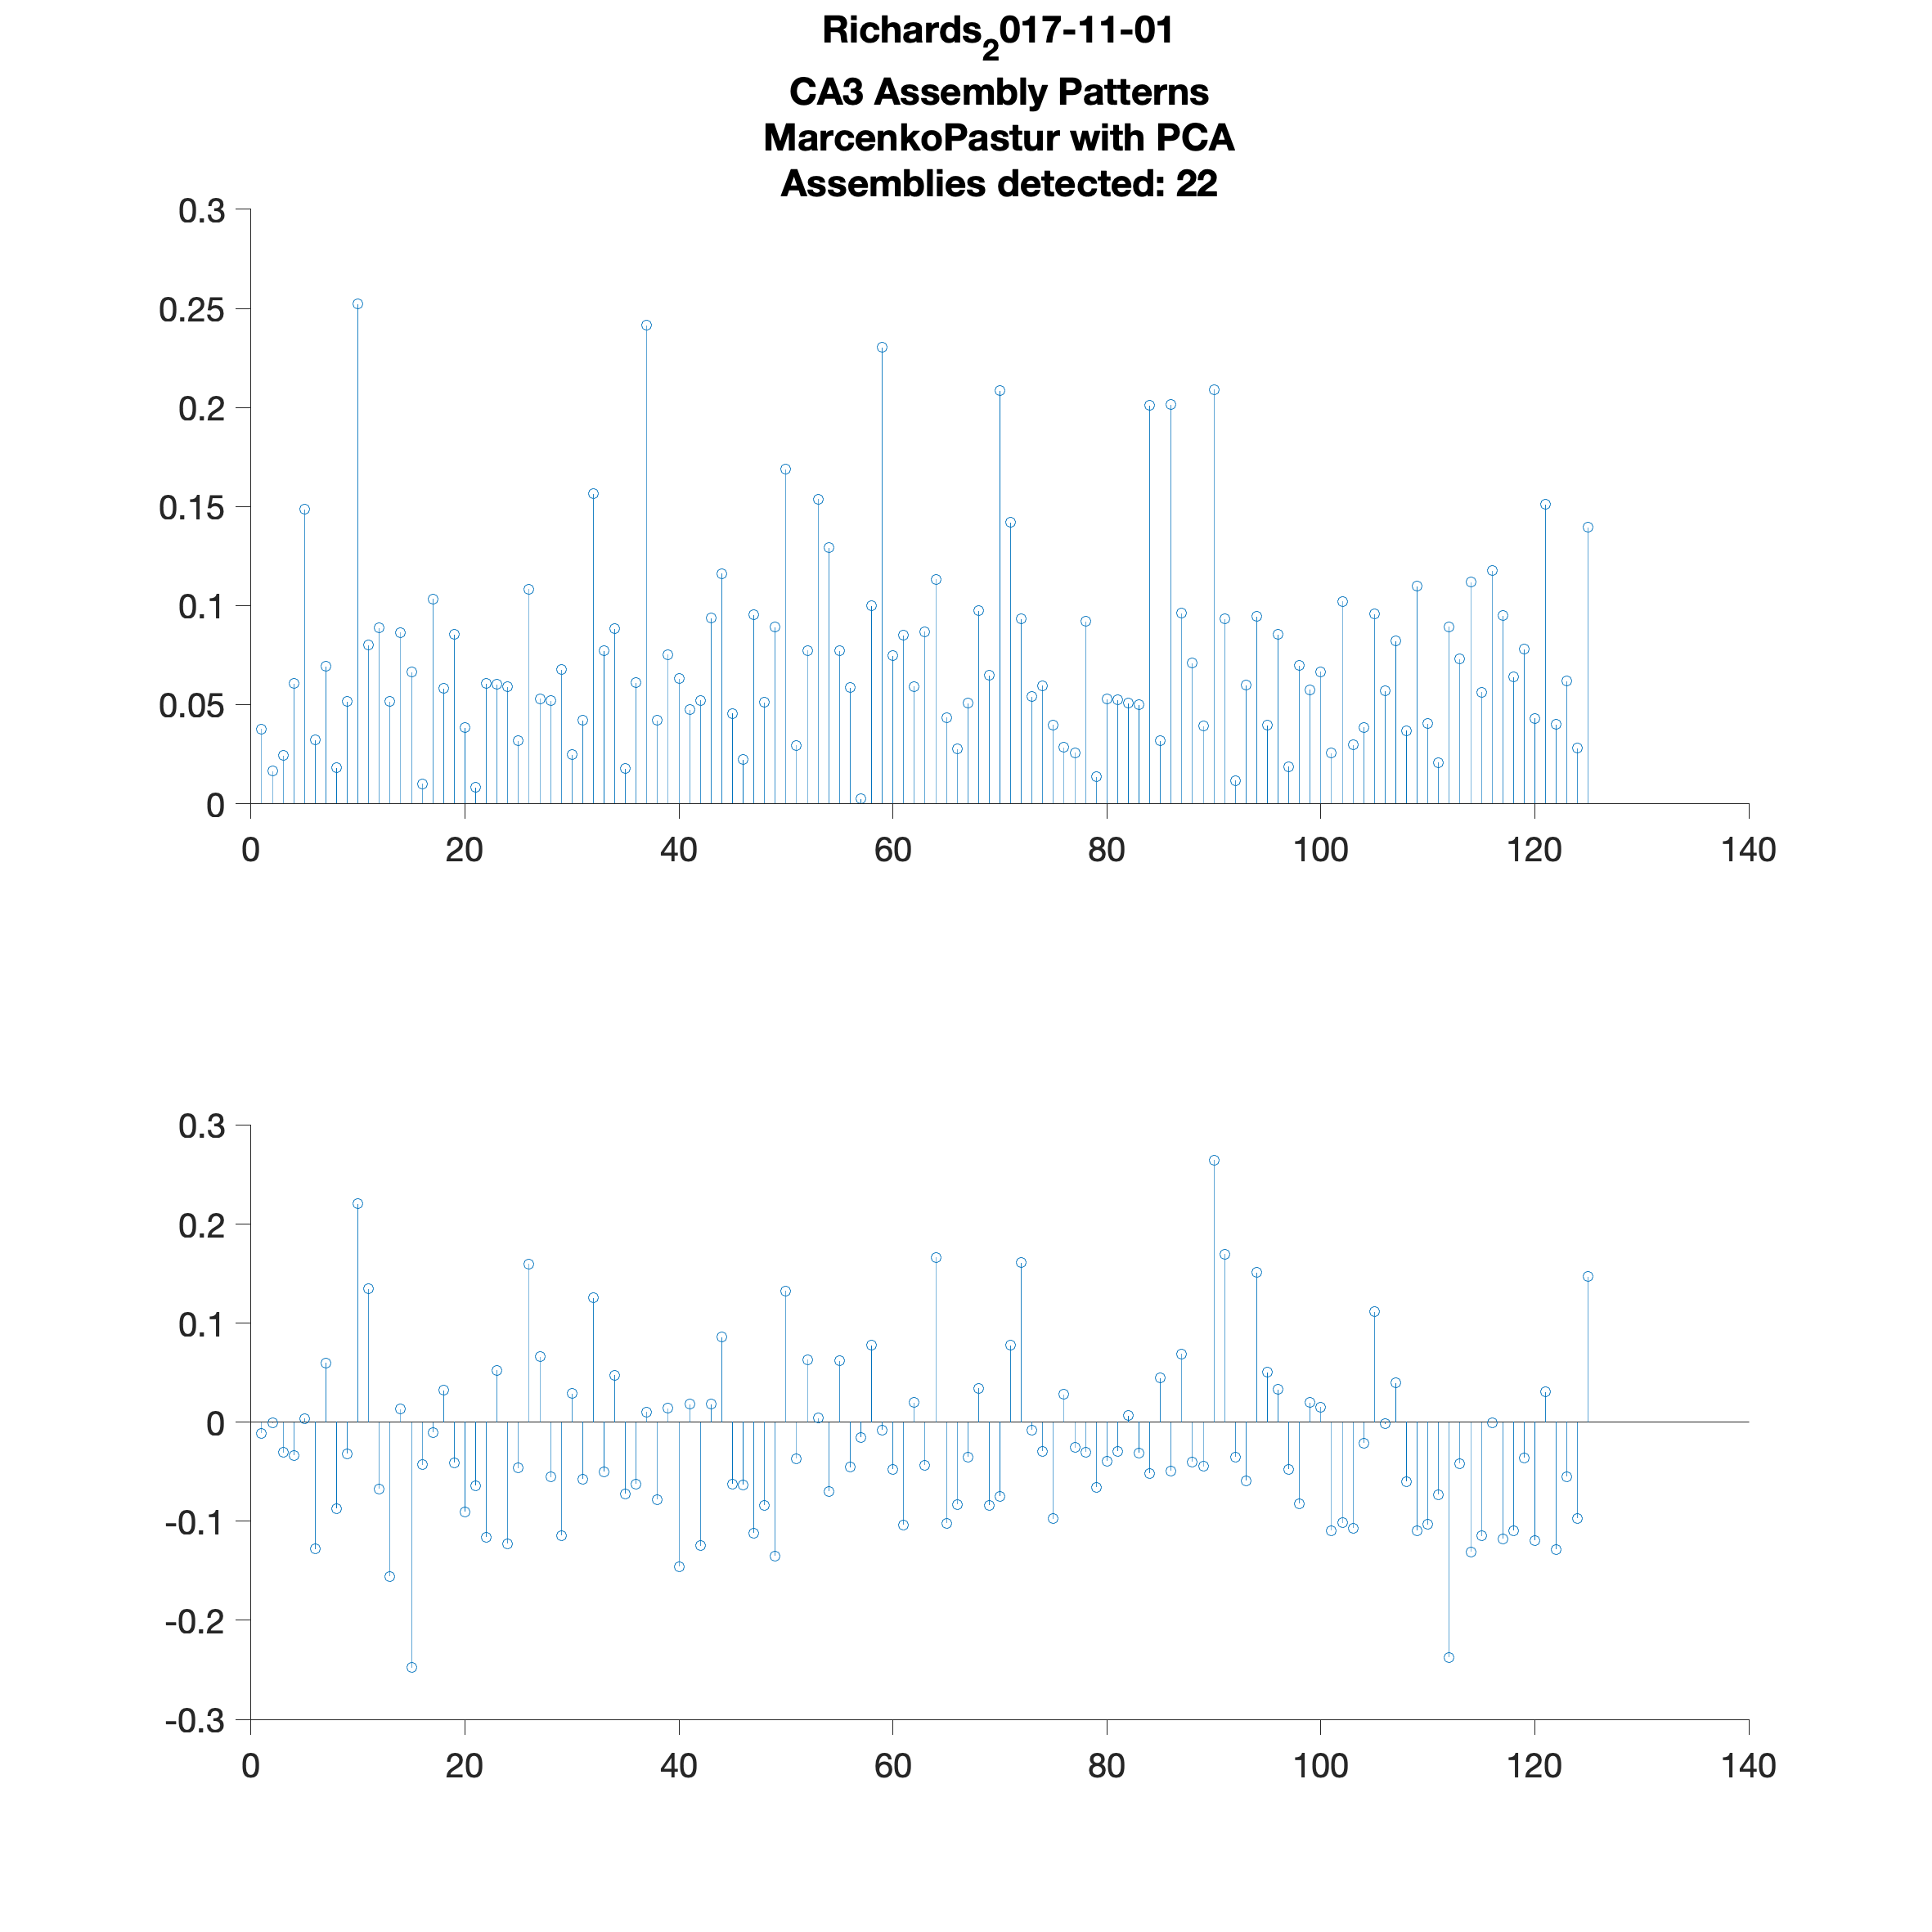 Richards₂017-11-01
CA3 Assembly Patterns
MarcenkoPastur with PCA
Assemblies detected: 22
0.3
0.25
0.2
0.15
0.1
0.05
0
0 20 40 60 80 100 120 140
0.3
0.2
0.1
0
-0.1
-0.2
-0.3
0 20 40 60 80 100 120 140